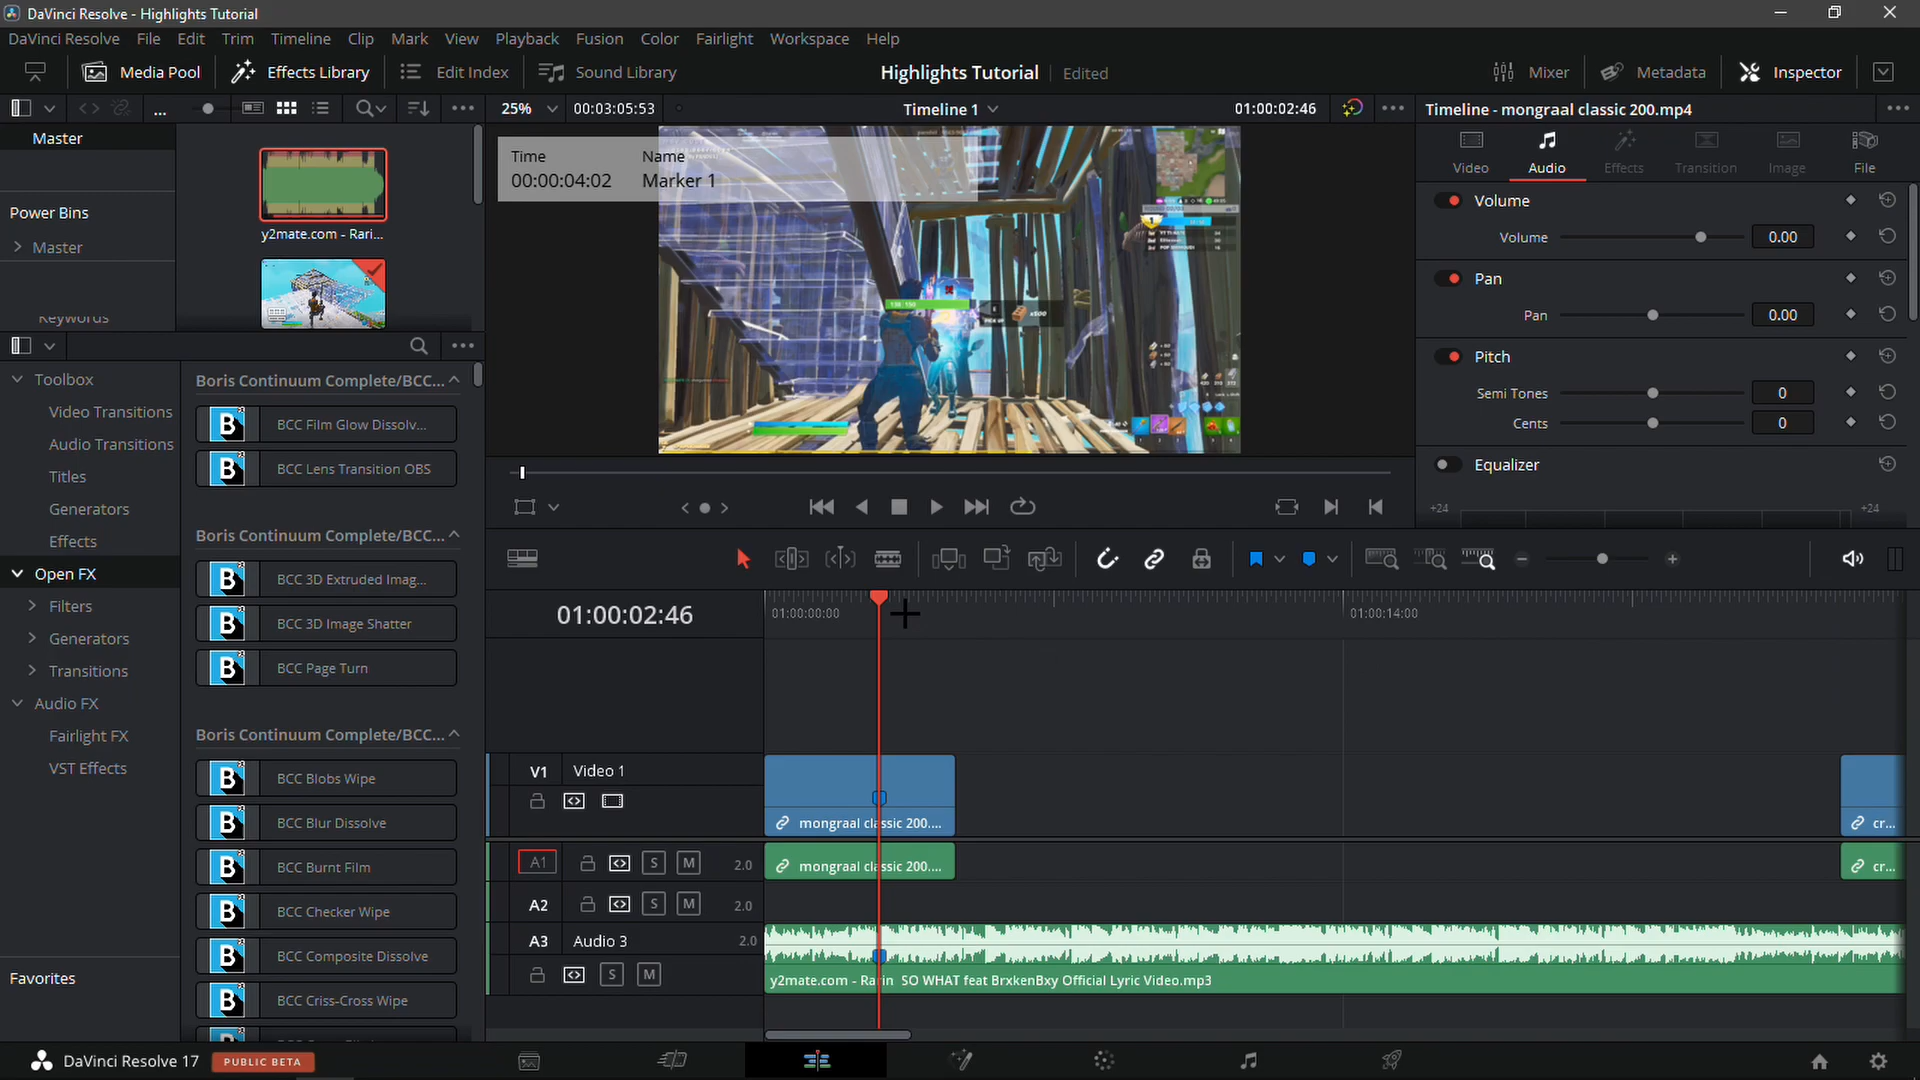 DaVinci Resolve - Highlights Tutorial
DaVinci Resolve File Edit Trim Timeline Clip Mark View Playback Fusion Color Fairlight Workspace Help
Media Pool Effects Library Edit Index Sound Library Highlights Tutorial Edited Mixer Metadata Inspector
... 25% 00:03:05:53 Timeline 1 01:00:02:46 Timeline - mongraal classic 200.mp4
Master
Power Bins
Master
Keywords
y2mate.com - Rari...
Time Name
00:00:04:02 Marker 1
Video Audio Effects Transition Image File
Volume
Volume 0.00
Pan
Pan 0.00
Pitch
Semi Tones 0
Cents 0
Equalizer
+24 +24
Toolbox
Video Transitions
Audio Transitions
Titles
Generators
Effects
Open FX
Filters
Generators
Transitions
Audio FX
Fairlight FX
VST Effects
Favorites
Boris Continuum Complete/BCC...
BCC Film Glow Dissolv...
BCC Lens Transition OBS
Boris Continuum Complete/BCC...
BCC 3D Extruded Imag...
BCC 3D Image Shatter
BCC Page Turn
Boris Continuum Complete/BCC...
BCC Blobs Wipe
BCC Blur Dissolve
BCC Burnt Film
BCC Checker Wipe
BCC Composite Dissolve
BCC Criss-Cross Wipe
01:00:02:46 01:00:00:00 01:00:14:00
V1 Video 1
mongraal classic 200.... cr...
A1 S M 2.0 mongraal classic 200.... cr...
A2 S M 2.0
A3 Audio 3 2.0
S M
y2mate.com - Rarin SO WHAT feat BrxkenBxy Official Lyric Video.mp3
DaVinci Resolve 17 PUBLIC BETA